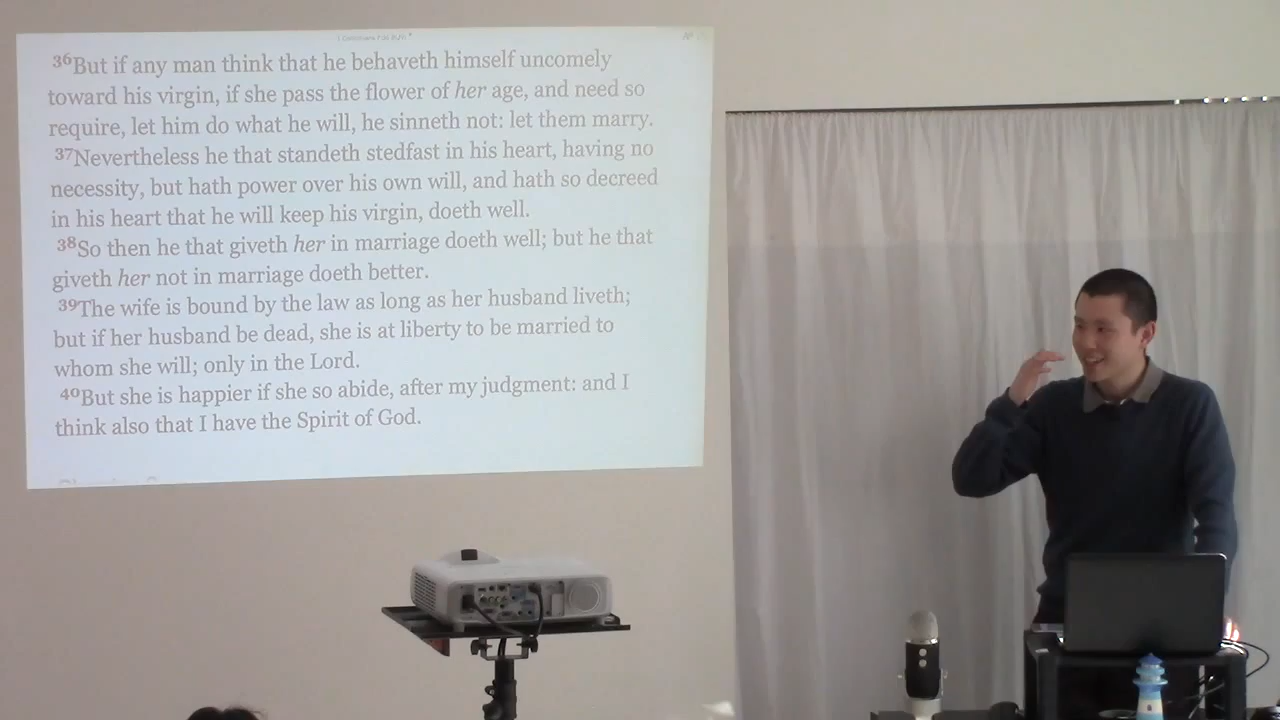 ³⁶But if any man think that he behaveth himself uncomely
toward his virgin, if she pass the flower of her age, and need so
require, let him do what he will, he sinneth not: let them marry.
³⁷Nevertheless he that standeth stedfast in his heart, having no
necessity, but hath power over his own will, and hath so decreed
in his heart that he will keep his virgin, doeth well.
³⁸So then he that giveth her in marriage doeth well; but he that
giveth her not in marriage doeth better.
³⁹The wife is bound by the law as long as her husband liveth;
but if her husband be dead, she is at liberty to be married to
whom she will; only in the Lord.
⁴⁰But she is happier if she so abide, after my judgment: and I
think also that I have the Spirit of God.